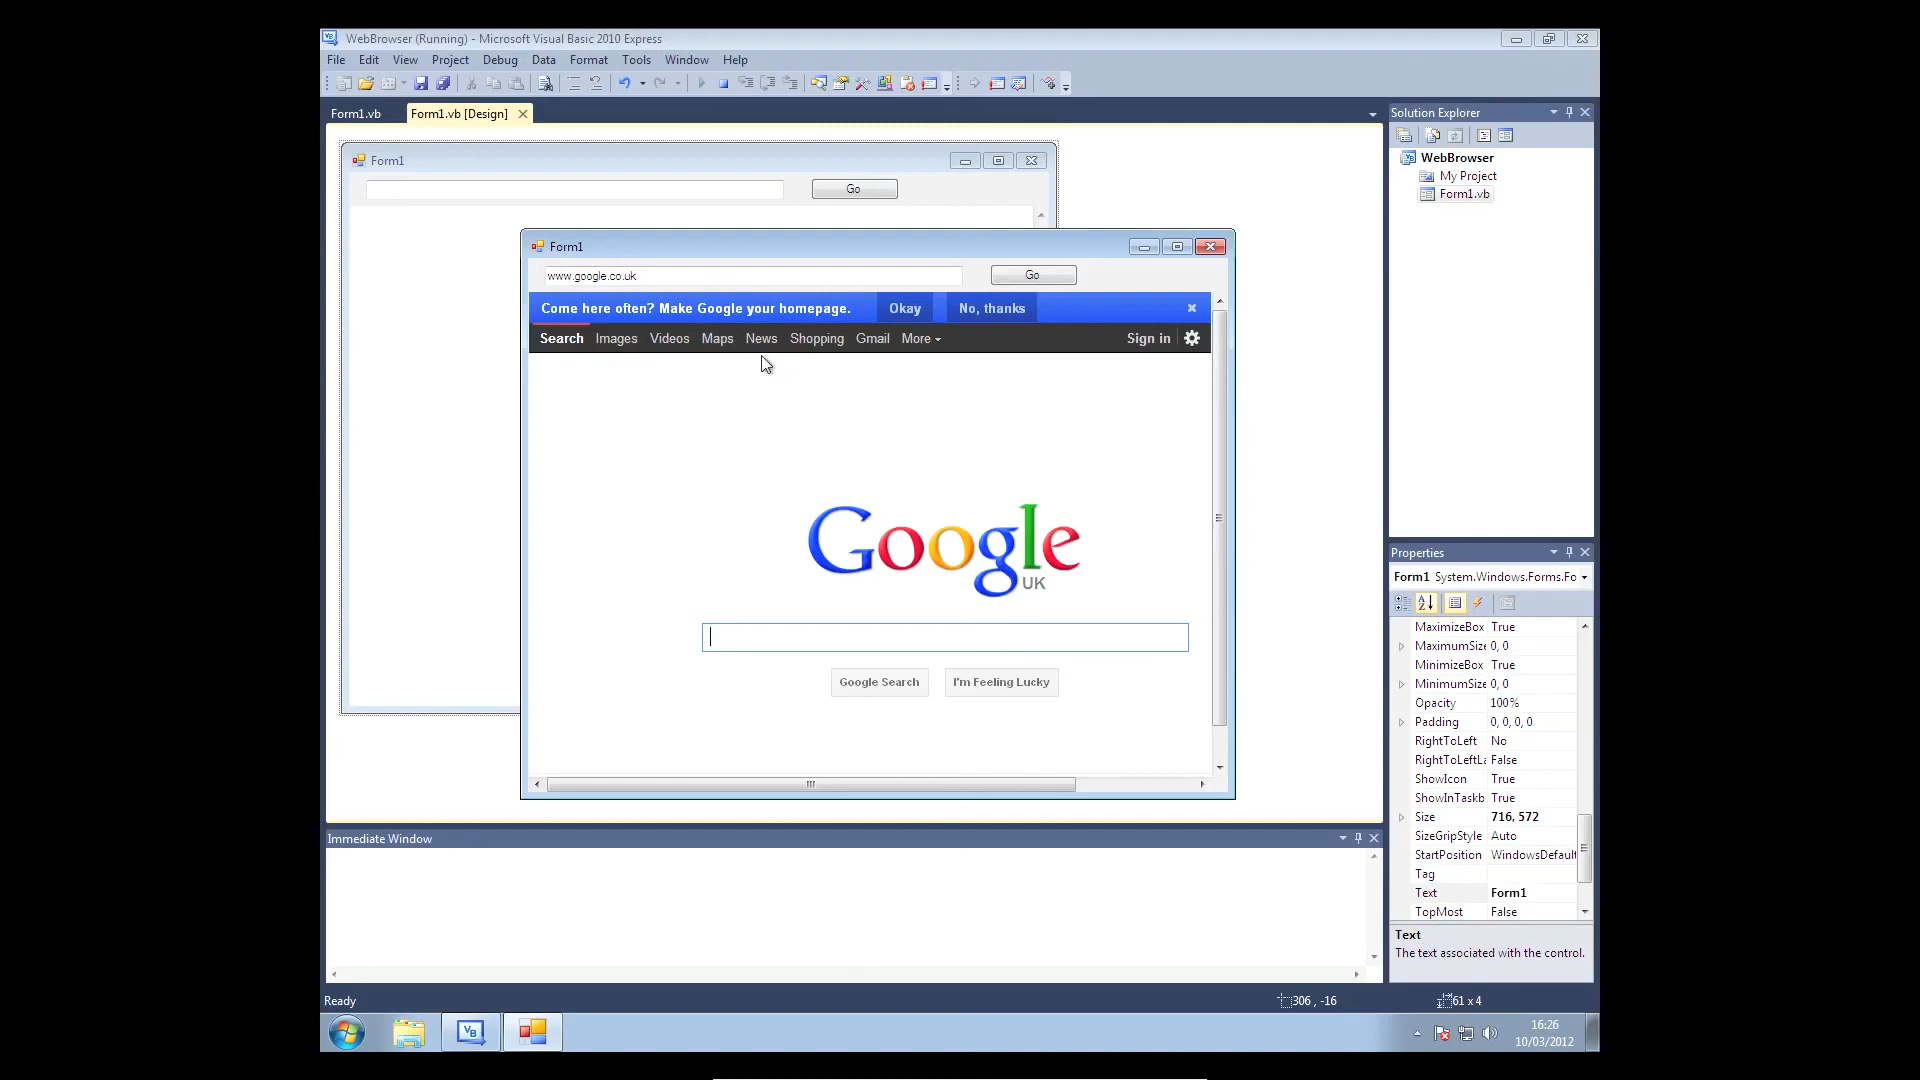 WebBrowser (Running) - Microsoft Visual Basic 2010 Express
File Edit View Project Debug Data Format Tools Window Help
Form1.vb Form1.vb [Design]
Form1
Go
Form1
www.google.co.uk Go
Come here often? Make Google your homepage. Okay No, thanks
Search Images Videos Maps News Shopping Gmail More Sign in
Google
UK
Google Search I'm Feeling Lucky
Solution Explorer
WebBrowser
My Project
Form1.vb
Properties
Form1 System.Windows.Forms.Fo
MaximizeBox True
MaximumSize 0, 0
MinimizeBox True
MinimumSize 0, 0
Opacity 100%
Padding 0, 0, 0, 0
RightToLeft No
RightToLeftLa False
ShowIcon True
ShowInTaskb True
Size 716, 572
SizeGripStyle Auto
StartPosition WindowsDefault
Tag
Text Form1
TopMost False
Text
The text associated with the control.
Immediate Window
Ready 306 , -16 61 x 4
16:26
10/03/2012